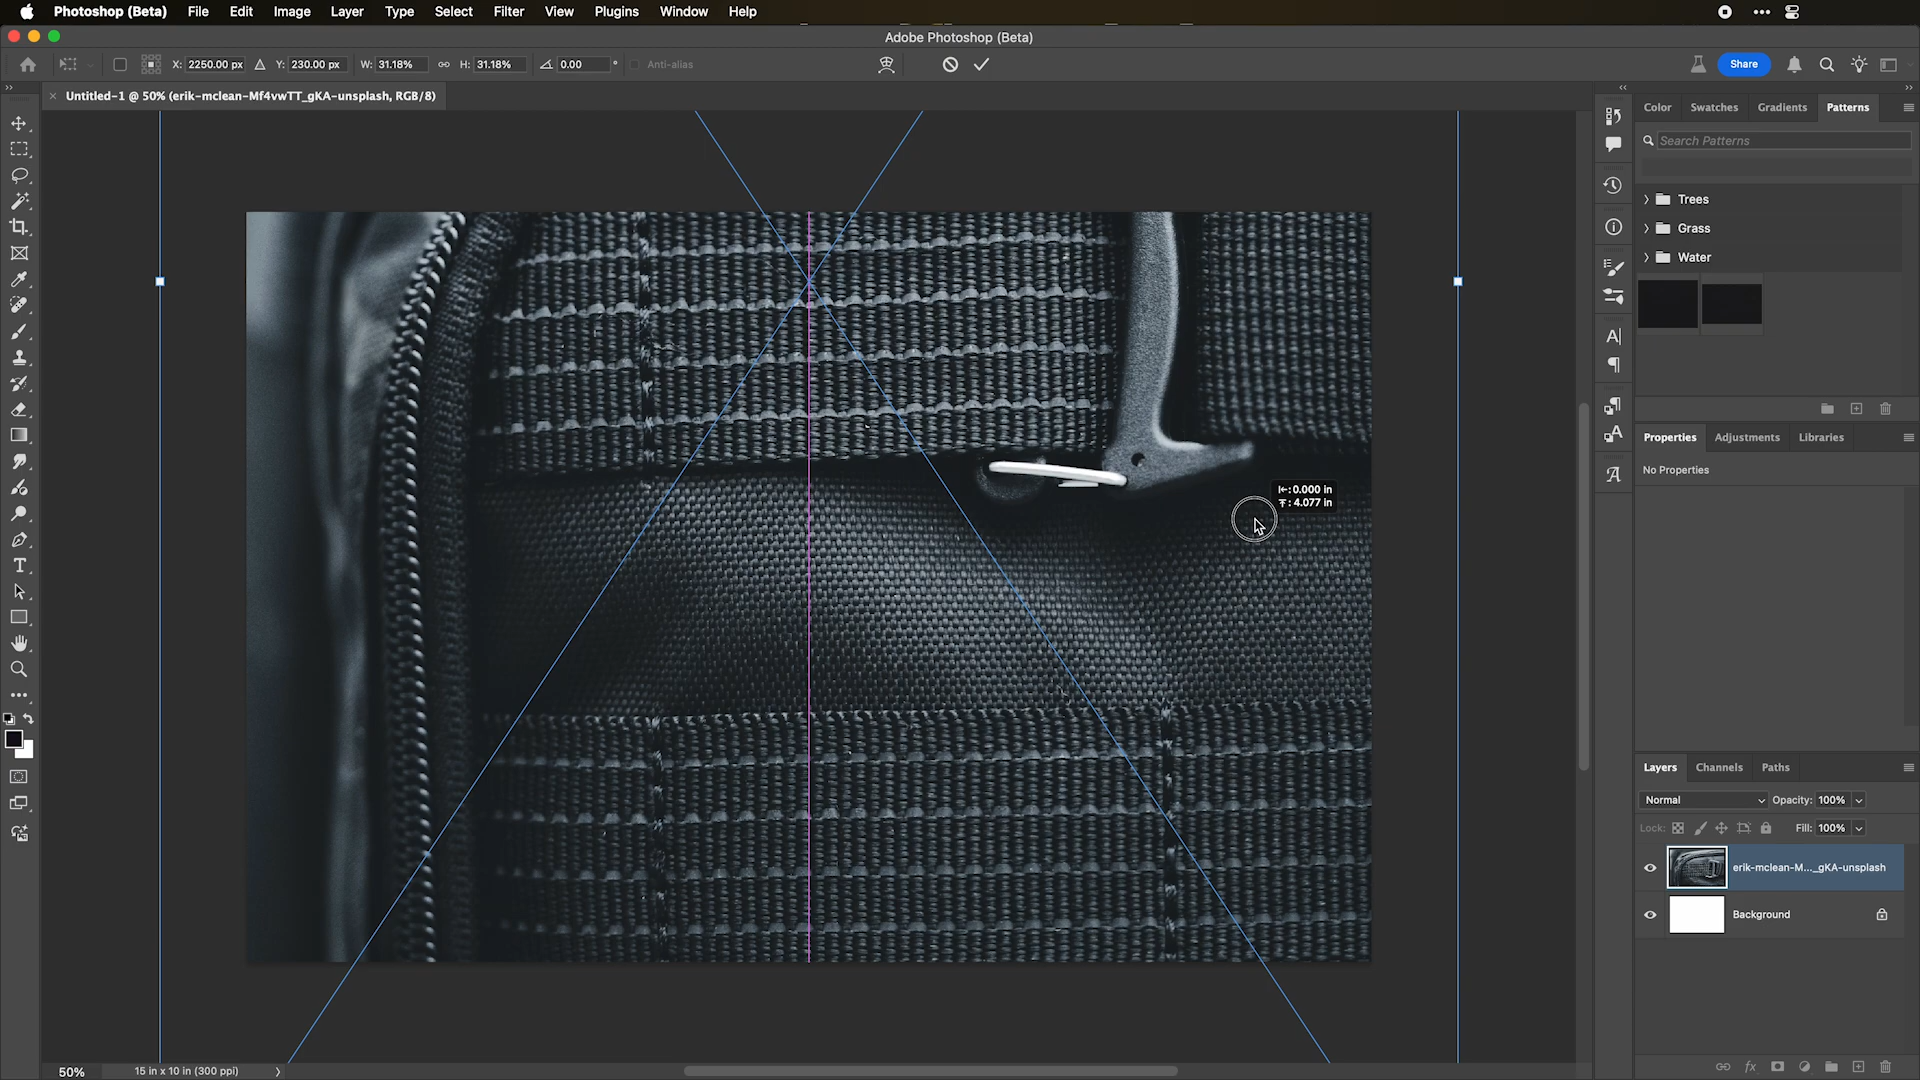 Photoshop (Beta) File Edit Image Layer Type Select Filter View Plugins Window Help
Adobe Photoshop (Beta)
X: 2250.00 px Y: 230.00 px W: 31.18% H: 31.18% 0.00 ° Anti-alias Share
Untitled-1 @ 50% (erik-mclean-Mf4vwTT_gKA-unsplash, RGB/8)
Color Swatches Gradients Patterns
Search Patterns
Trees
Grass
Water
Properties Adjustments Libraries
No Properties
: 0.000 in
: 4.077 in
Layers Channels Paths
Normal Opacity: 100%
Lock: Fill: 100%
erik-mclean-M..._gKA-unsplash
Background
50% 15 in x 10 in (300 ppi)